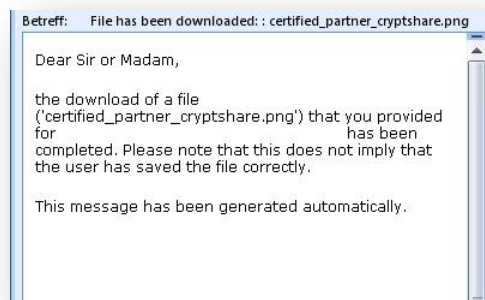 Betreff: File has been downloaded: : certified_partner_cryptshare.png
Dear Sir or Madam,
the download of a file
('certified_partner_cryptshare.png') that you provided
for has been
completed. Please note that this does not imply that
the user has saved the file correctly.
This message has been generated automatically.